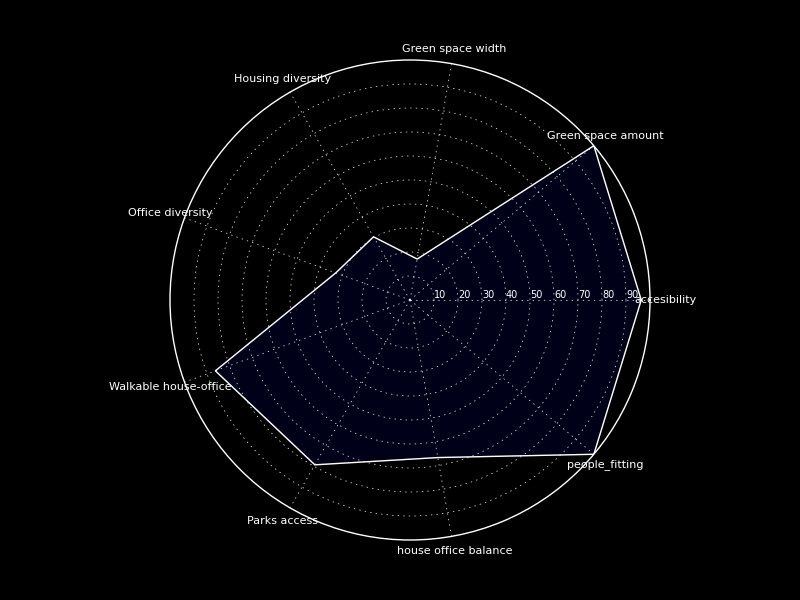 Green space width
Housing diversity
Green space amount
Office diversity
10 20 30 40 50 60 70 80 90
accesibility
Walkable house-office
people_fitting
Parks access
house office balance